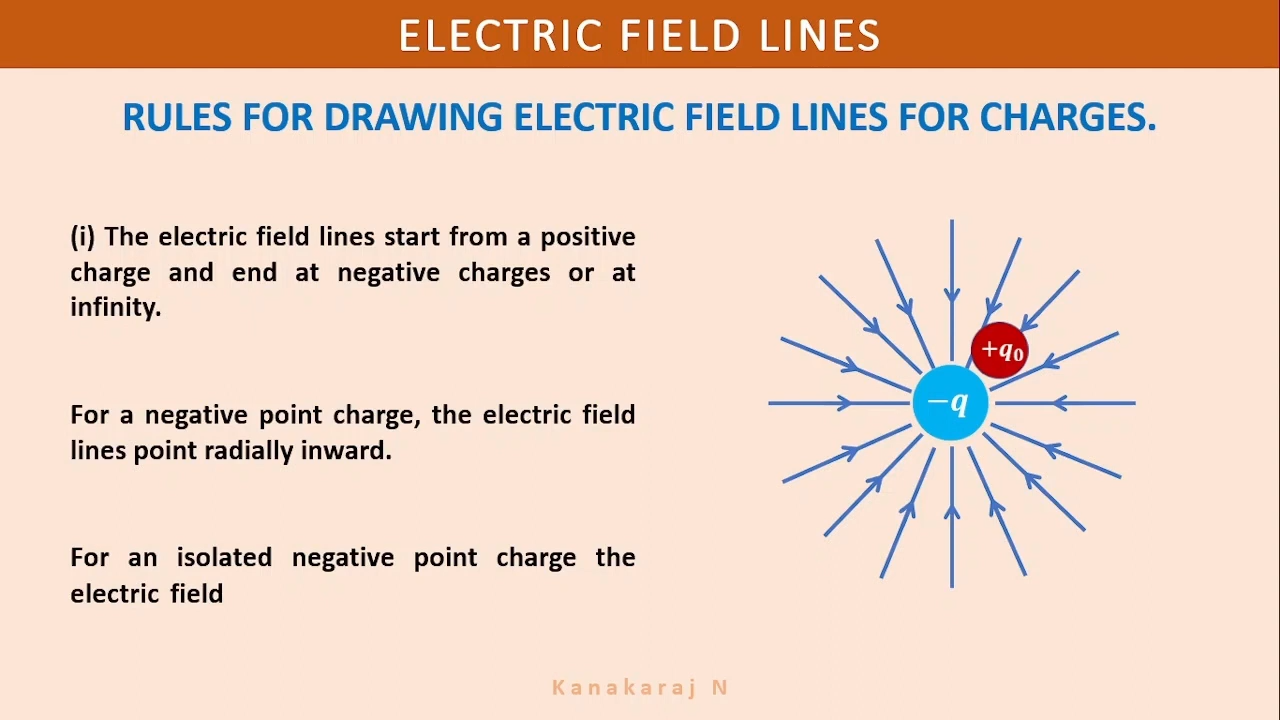 ELECTRIC FIELD LINES
RULES FOR DRAWING ELECTRIC FIELD LINES FOR CHARGES.
(i) The electric field lines start from a positive
charge and end at negative charges or at
infinity.
For a negative point charge, the electric field
lines point radially inward.
For an isolated negative point charge the
electric field
+q₀
−q
Kanakaraj N